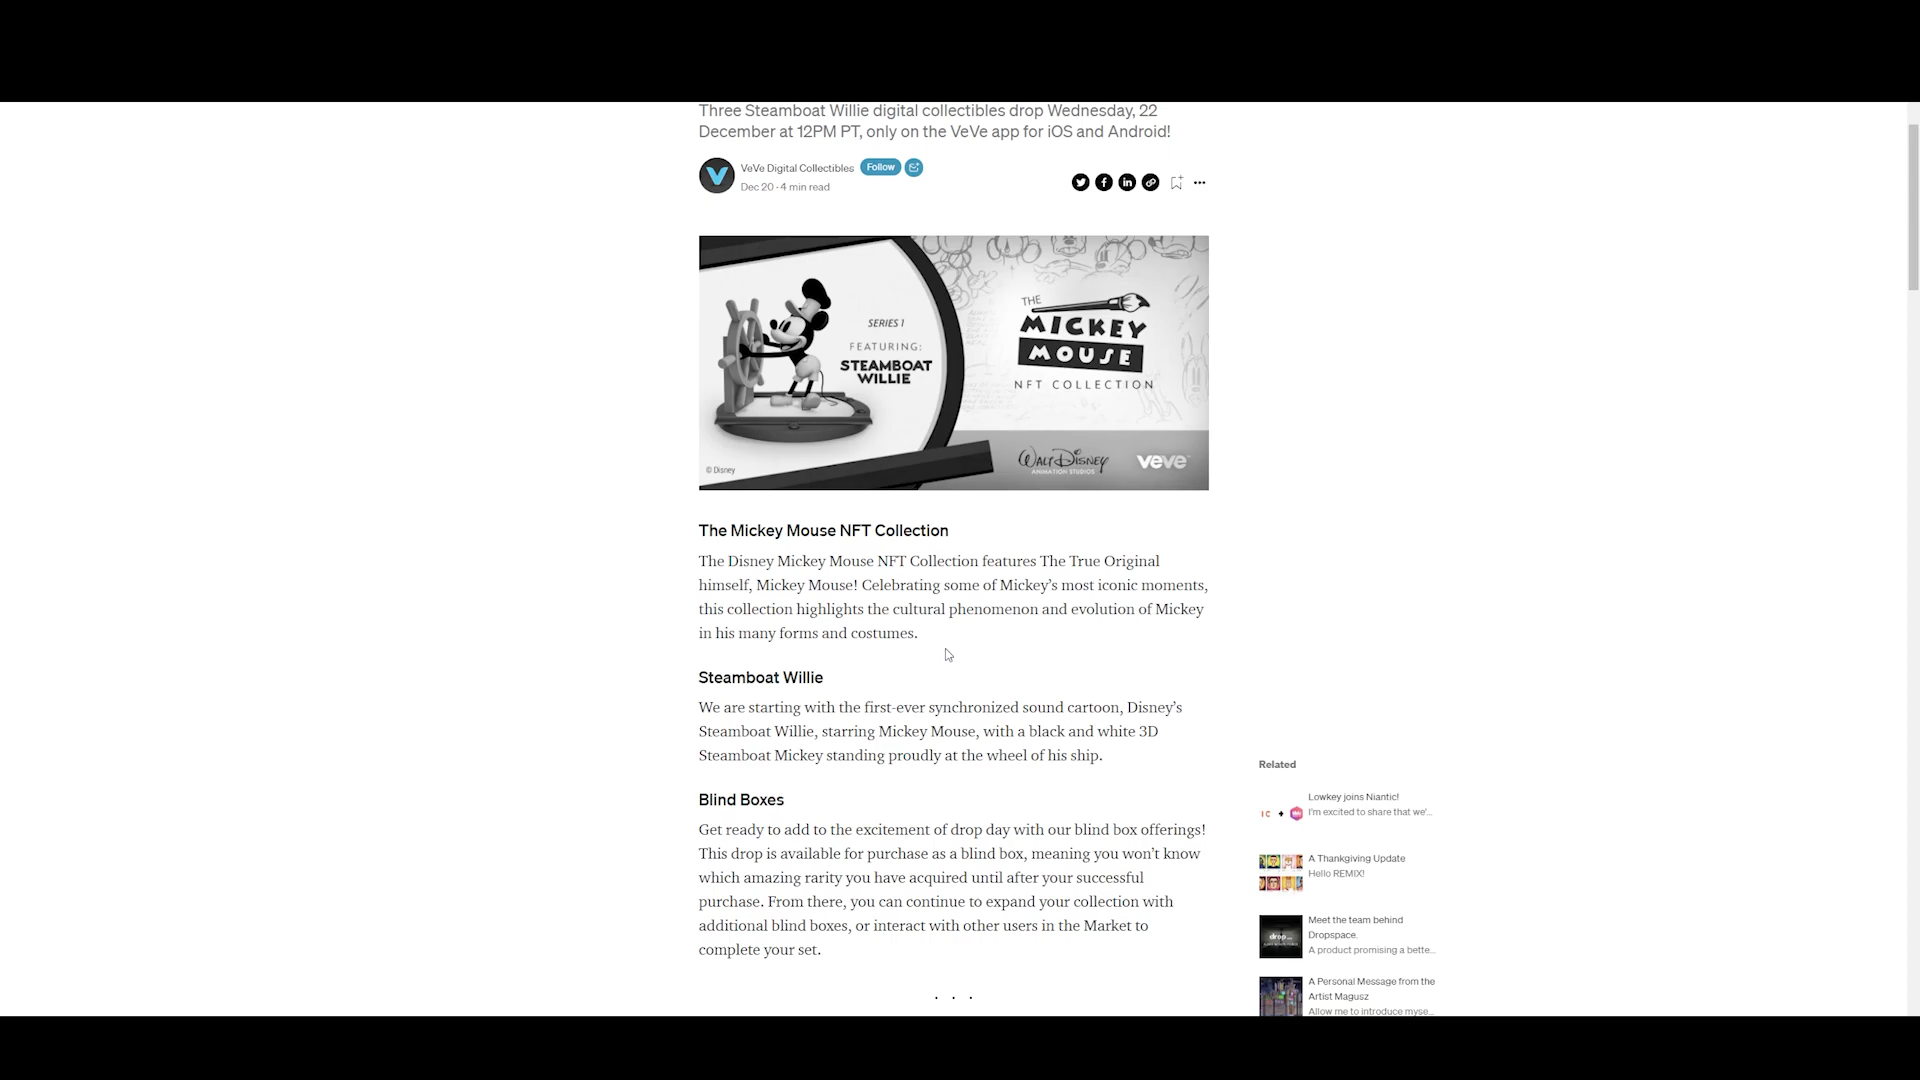 Three Steamboat Willie digital collectibles drop Wednesday, 22
December at 12PM PT, only on the VeVe app for iOS and Android!
VeVe Digital Collectibles Follow
Dec 20 · 4 min read
SERIES 1
FEATURING:
STEAMBOAT
WILLIE
THE
MICKEY
MOUSE
NFT COLLECTION
© Disney
WALT DISNEY
ANIMATION STUDIOS
veve
The Mickey Mouse NFT Collection
The Disney Mickey Mouse NFT Collection features The True Original
himself, Mickey Mouse! Celebrating some of Mickey’s most iconic moments,
this collection highlights the cultural phenomenon and evolution of Mickey
in his many forms and costumes.
Steamboat Willie
We are starting with the first-ever synchronized sound cartoon, Disney’s
Steamboat Willie, starring Mickey Mouse, with a black and white 3D
Steamboat Mickey standing proudly at the wheel of his ship.
Blind Boxes
Get ready to add to the excitement of drop day with our blind box offerings!
This drop is available for purchase as a blind box, meaning you won’t know
which amazing rarity you have acquired until after your successful
purchase. From there, you can continue to expand your collection with
additional blind boxes, or interact with other users in the Market to
complete your set.
. . .
Related
Lowkey joins Niantic!
I'm excited to share that we'...
A Thankgiving Update
Hello REMIX!
drop
Meet the team behind
Dropspace.
A product promising a bette...
A Personal Message from the
Artist Magusz
Allow me to introduce myse...